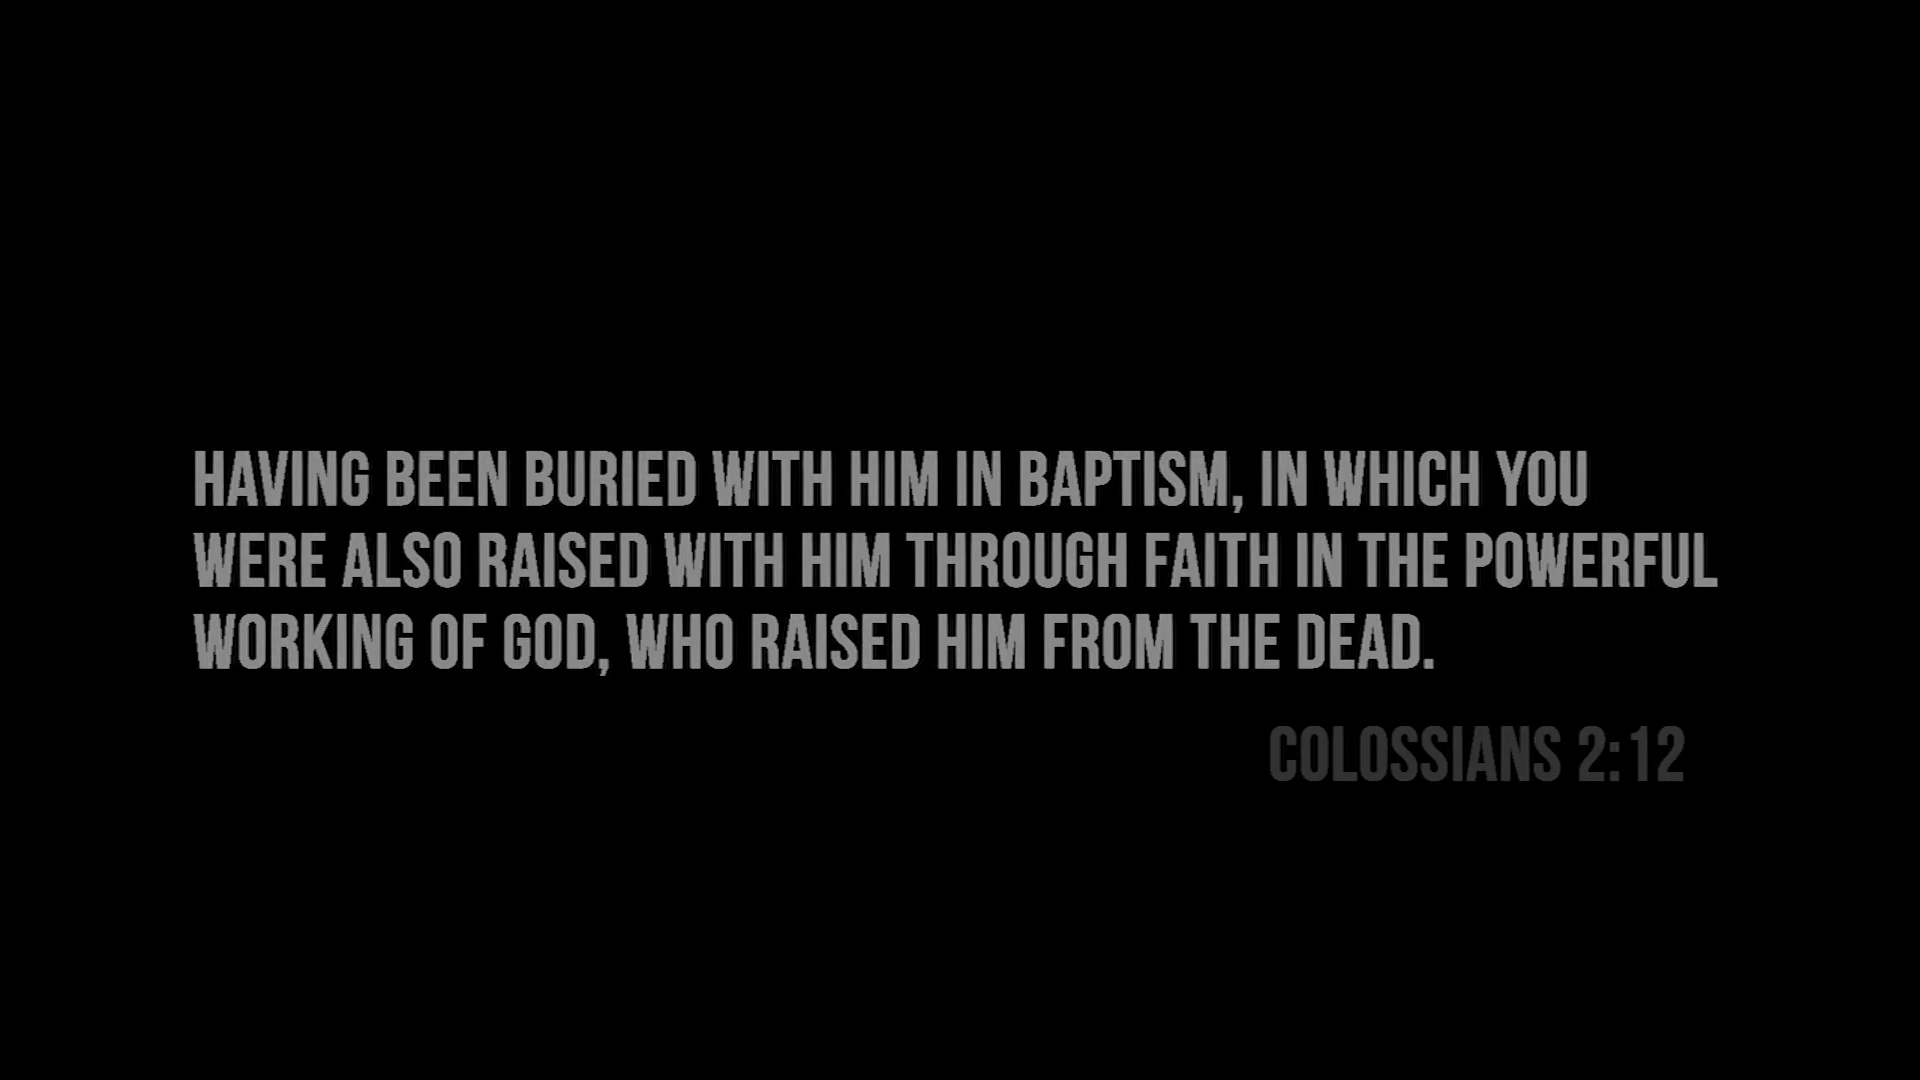 HAVING BEEN BURIED WITH HIM IN BAPTISM, IN WHICH YOU
WERE ALSO RAISED WITH HIM THROUGH FAITH IN THE POWERFUL
WORKING OF GOD, WHO RAISED HIM FROM THE DEAD.
COLOSSIANS 2:12